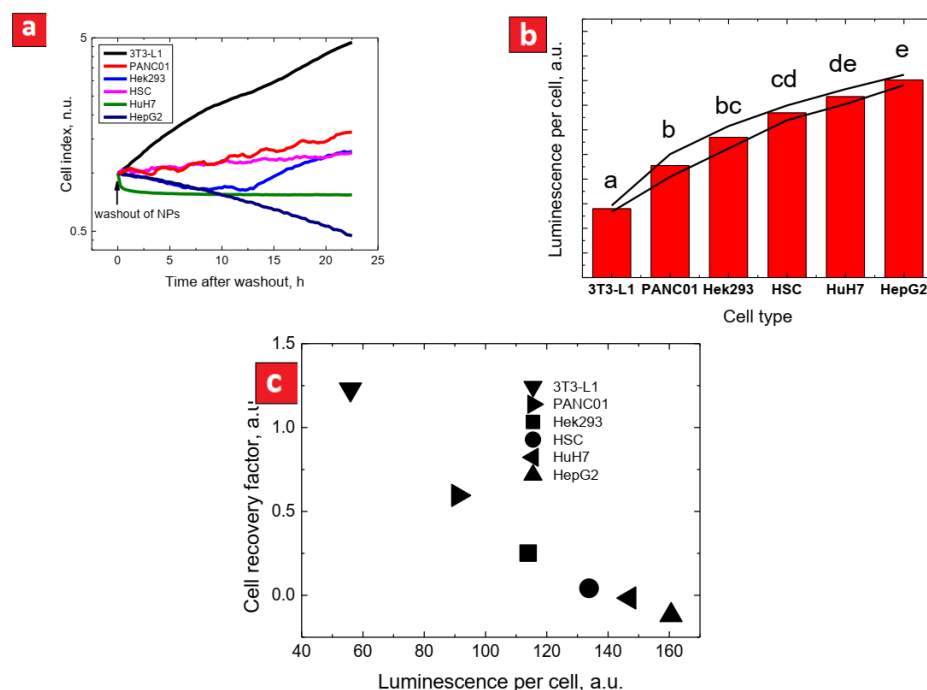 a
5
3T3-L1
PANC01
Hek293
HSC
HuH7
HepG2
Cell index, n.u.
washout of NPs
0.5
0 5 10 15 20 25
Time after washout, h
b
Luminescence per cell, a.u.
a b bc cd de e
3T3-L1 PANC01 Hek293 HSC HuH7 HepG2
Cell type
c
1.5
1.0
0.5
0.0
Cell recovery factor, a.u
3T3-L1
PANC01
Hek293
HSC
HuH7
HepG2
40 60 80 100 120 140 160
Luminescence per cell, a.u.